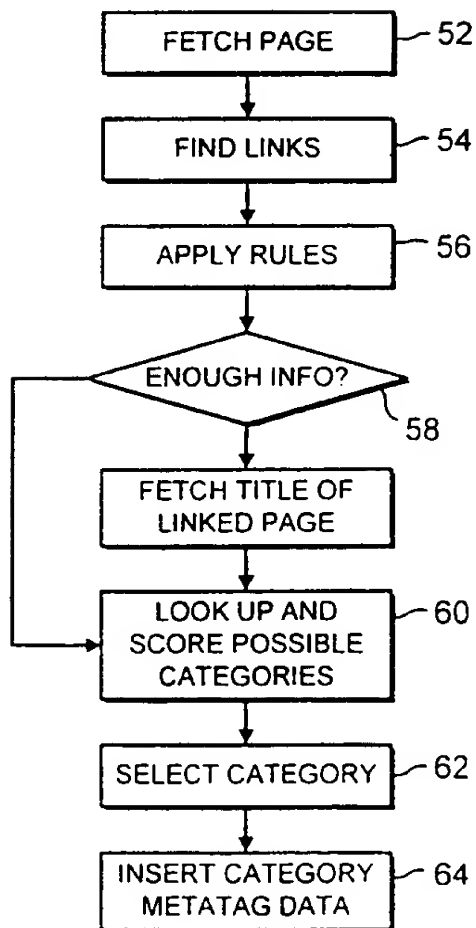 FETCH PAGE 52
FIND LINKS 54
APPLY RULES 56
ENOUGH INFO?
58
FETCH TITLE OF
LINKED PAGE
LOOK UP AND 60
SCORE POSSIBLE
CATEGORIES
SELECT CATEGORY 62
INSERT CATEGORY 64
METATAG DATA